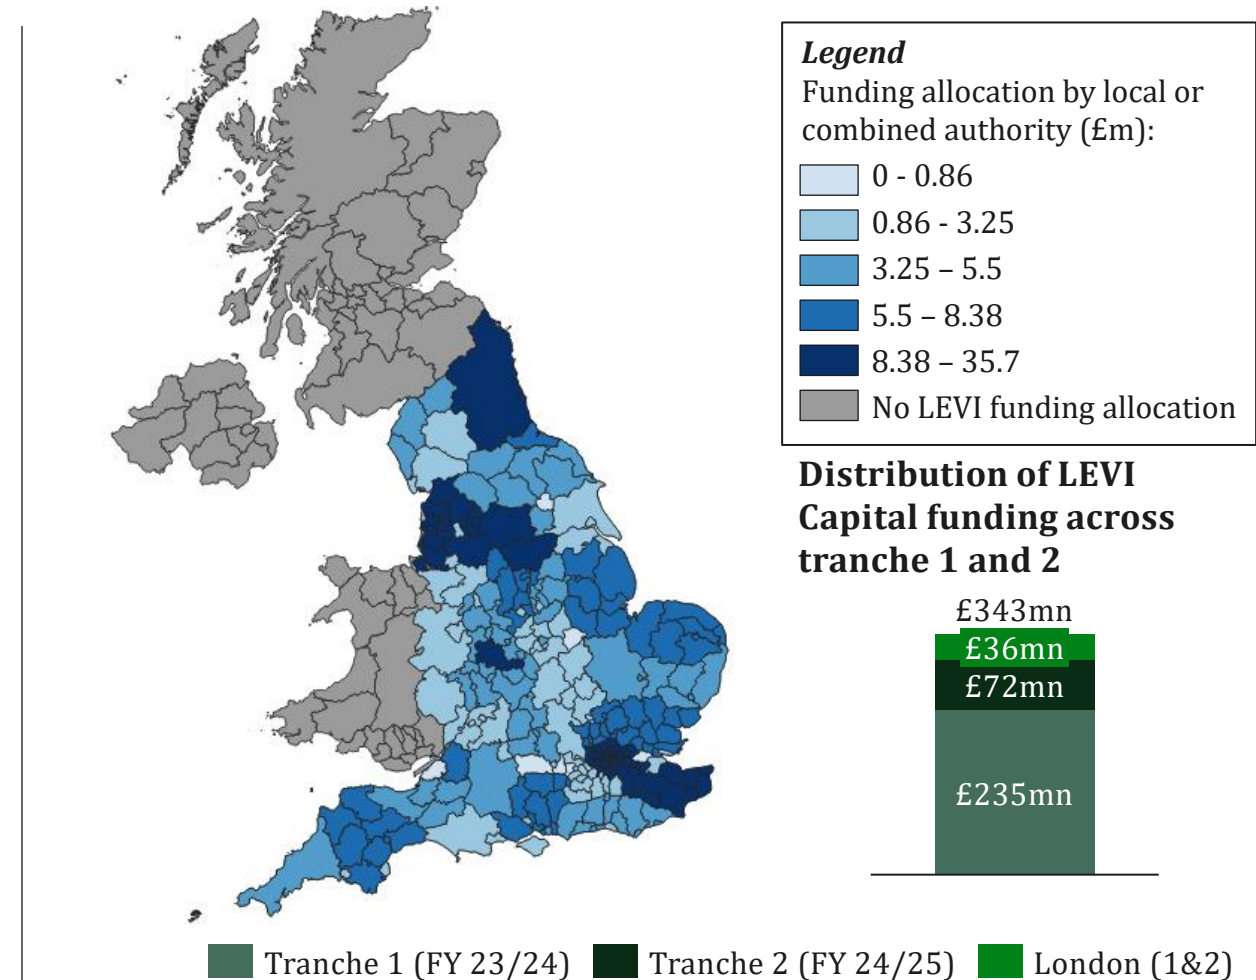 Legend
Funding allocation by local or
combined authority (£m):
0 - 0.86
0.86 - 3.25
3.25 – 5.5
5.5 – 8.38
8.38 – 35.7
No LEVI funding allocation
Distribution of LEVI
Capital funding across
tranche 1 and 2
£343mn
£36mn
£72mn
£235mn
Tranche 1 (FY 23/24) Tranche 2 (FY 24/25) London (1&2)